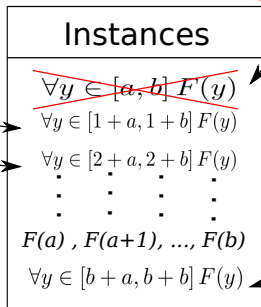 Instances
∀y ∈ [a, b] F(y)
∀y ∈ [1 + a, 1 + b] F(y)
∀y ∈ [2 + a, 2 + b] F(y)
F(a) , F(a+1), ..., F(b)
∀y ∈ [b + a, b + b] F(y)